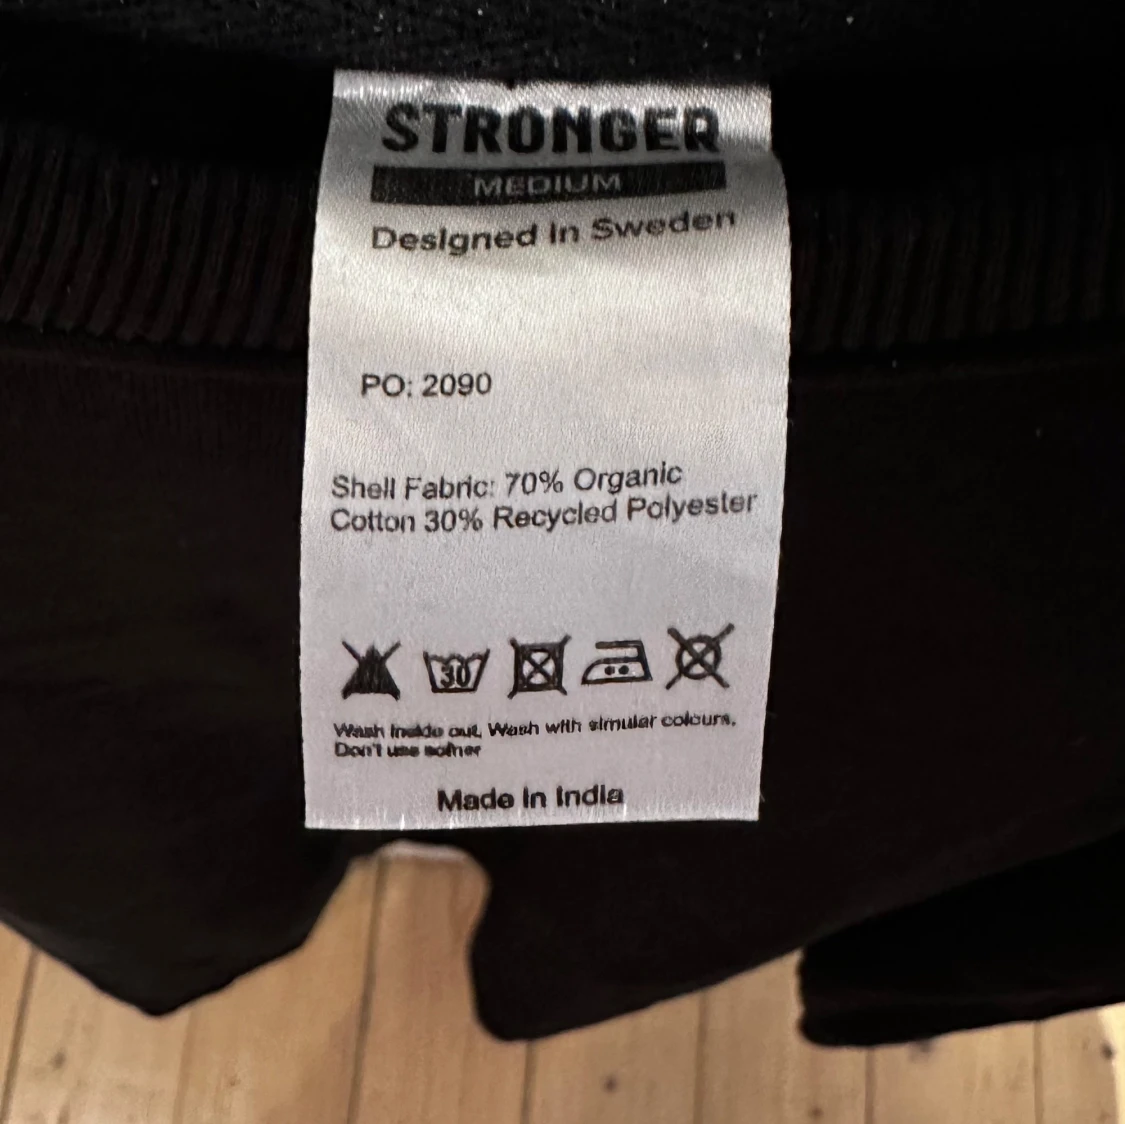 STRONGER
MEDIUM
Designed in Sweden
PO: 2090
Shell Fabric: 70% Organic
Cotton 30% Recycled Polyester
30
Wash inside out, Wash with simular colours,
Don't use sofner
Made in India